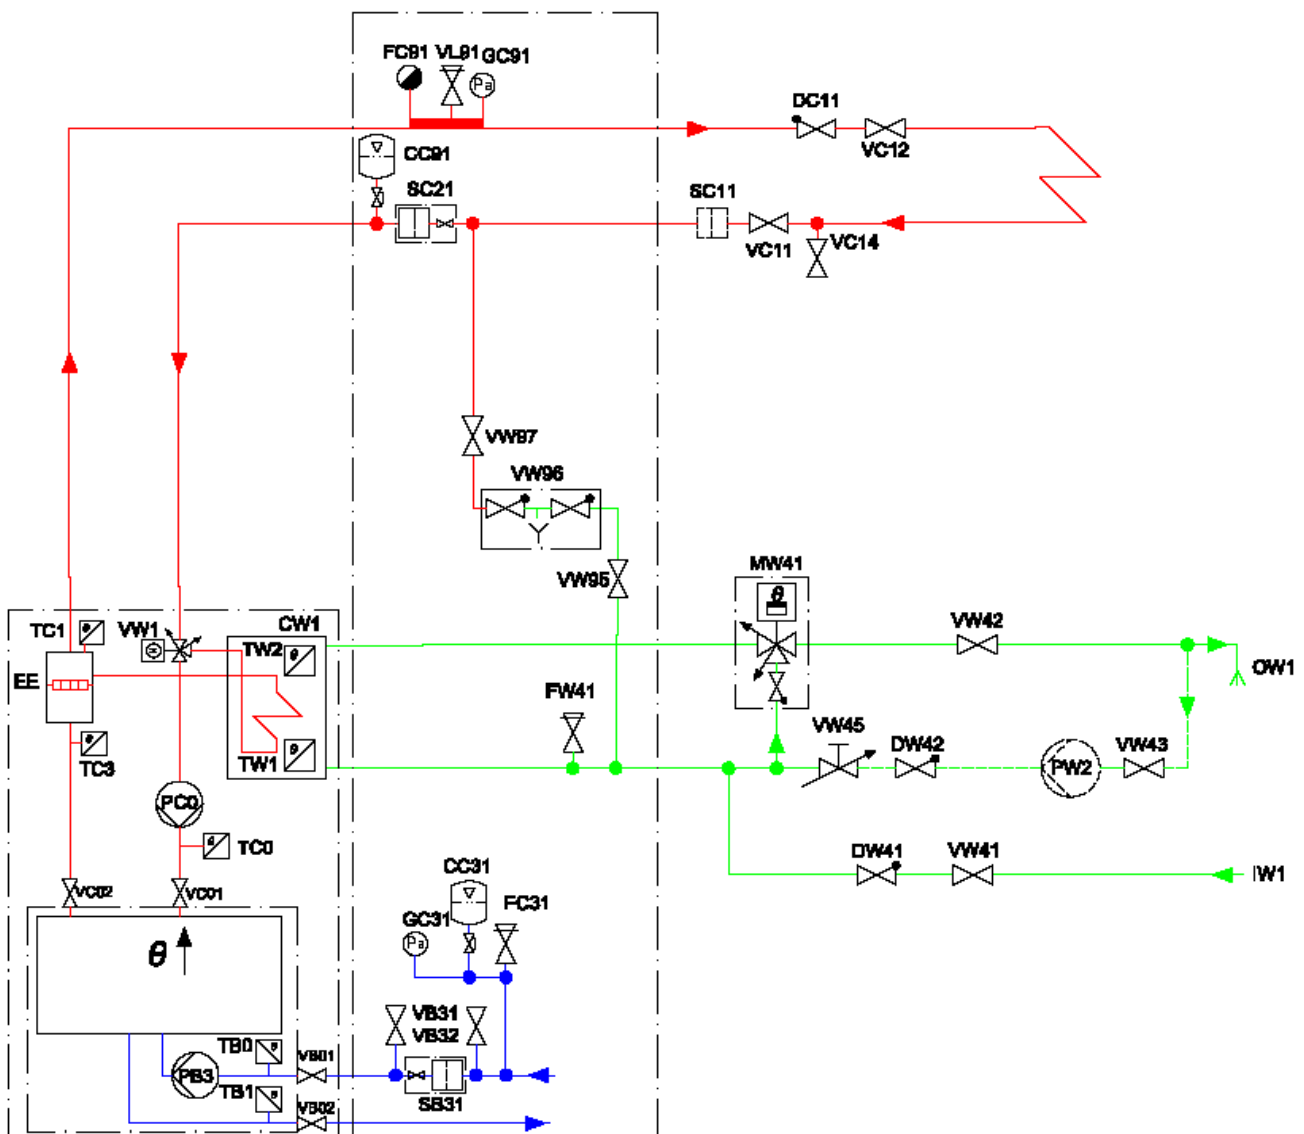 FC91 VL91 GC91
Pa
DC11
VC12
CC91
SC21
SC11
VC11
VC14
VW97
VW96
VW95
MW41
θ
TC1
VW1
CW1
TW2
VW42
EE
OW1
FW41
VW45
DW42
VW43
TW1
TC3
PW2
PC0
TC0
DW41
VW41
IW1
CC31
VC02
VC01
GC31
FC31
Pa
θ
VB31
VB32
TB0
VB01
PB3
TB1
SB31
VB02